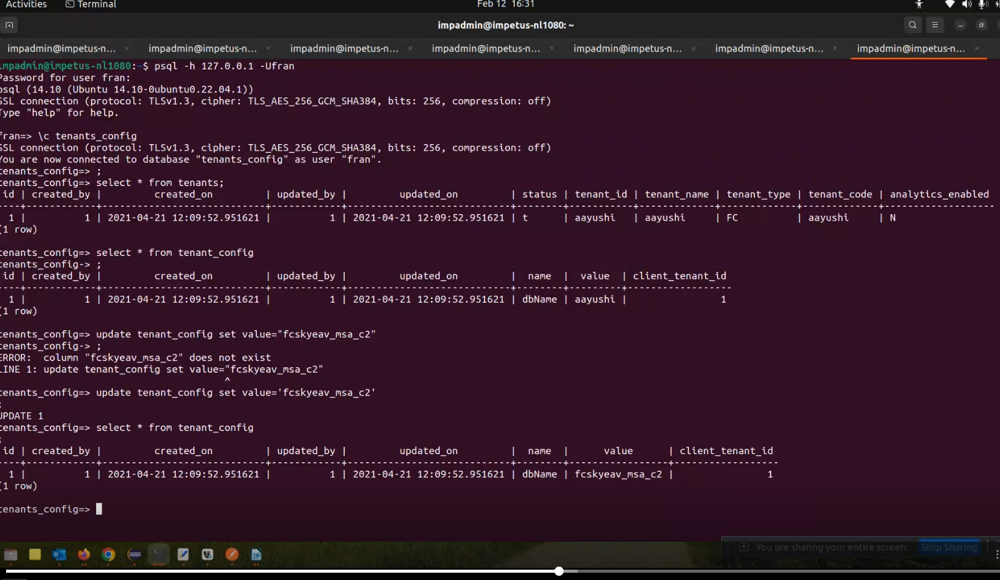 Activities Terminal Feb 12 16:31
impadmin@impetus-nl1080: ~
impadmin@impetus-n... × impadmin@impetus-n... × impadmin@impetus-n... × impadmin@impetus-n... × impadmin@impetus-n... × impadmin@impetus-n... × impadmin@impetus-n... ×
impadmin@impetus-nl1080:~$ psql -h 127.0.0.1 -Ufran
Password for user fran:
psql (14.10 (Ubuntu 14.10-0ubuntu0.22.04.1))
SSL connection (protocol: TLSv1.3, cipher: TLS_AES_256_GCM_SHA384, bits: 256, compression: off)
Type "help" for help.
fran=> \c tenants_config
SSL connection (protocol: TLSv1.3, cipher: TLS_AES_256_GCM_SHA384, bits: 256, compression: off)
You are now connected to database "tenants_config" as user "fran".
tenants_config=> ;
tenants_config=> select * from tenants;
id | created_by | created_on | updated_by | updated_on | status | tenant_id | tenant_name | tenant_type | tenant_code | analytics_enabled
----+------------+----------------------------+------------+----------------------------+--------+-----------+-------------+-------------+-------------+-------------------
1 | 1 | 2021-04-21 12:09:52.951621 | 1 | 2021-04-21 12:09:52.951621 | t | aayushi | aayushi | FC | aayushi | N
(1 row)
tenants_config=> select * from tenant_config
tenants_config-> ;
id | created_by | created_on | updated_by | updated_on | name | value | client_tenant_id
----+------------+----------------------------+------------+----------------------------+--------+---------+------------------
1 | 1 | 2021-04-21 12:09:52.951621 | 1 | 2021-04-21 12:09:52.951621 | dbName | aayushi | 1
(1 row)
tenants_config=> update tenant_config set value="fcskyeav_msa_c2"
tenants_config-> ;
ERROR: column "fcskyeav_msa_c2" does not exist
LINE 1: update tenant_config set value="fcskyeav_msa_c2"
^
tenants_config=> update tenant_config set value='fcskyeav_msa_c2'
;
UPDATE 1
tenants_config=> select * from tenant_config
;
id | created_by | created_on | updated_by | updated_on | name | value | client_tenant_id
----+------------+----------------------------+------------+----------------------------+--------+-----------------+------------------
1 | 1 | 2021-04-21 12:09:52.951621 | 1 | 2021-04-21 12:09:52.951621 | dbName | fcskyeav_msa_c2 | 1
(1 row)
tenants_config=>
You are sharing your entire screen. Stop Sharing